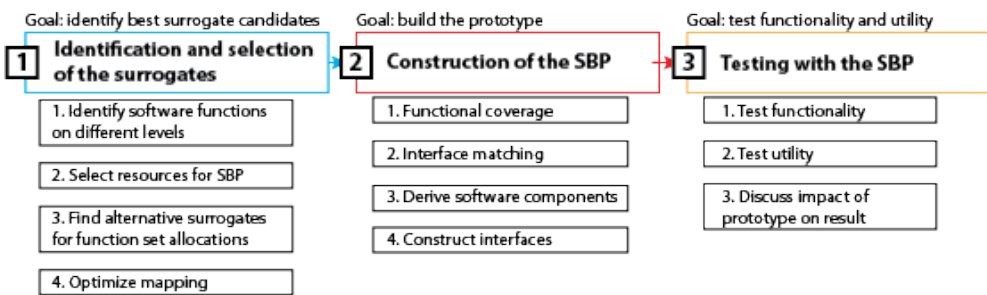 Goal: identify best surrogate candidates
1
Identification and selection
of the surrogates
1. Identify software functions
on different levels
2. Select resources for SBP
3. Find alternative surrogates
for function set allocations
4. Optimize mapping
Goal: build the prototype
2
Construction of the SBP
1. Functional coverage
2. Interface matching
3. Derive software components
4. Construct interfaces
Goal: test functionality and utility
3
Testing with the SBP
1. Test functionality
2. Test utility
3. Discuss impact of
prototype on result